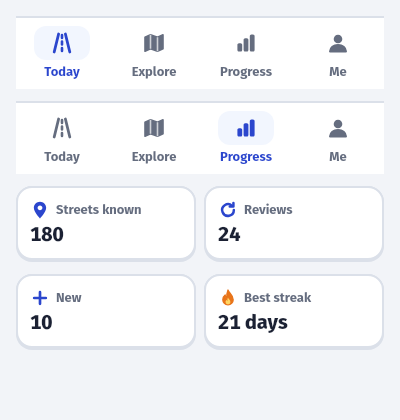 Today Explore Progress Me
Today Explore Progress Me
Streets known
180
Reviews
24
New
10
Best streak
21 days